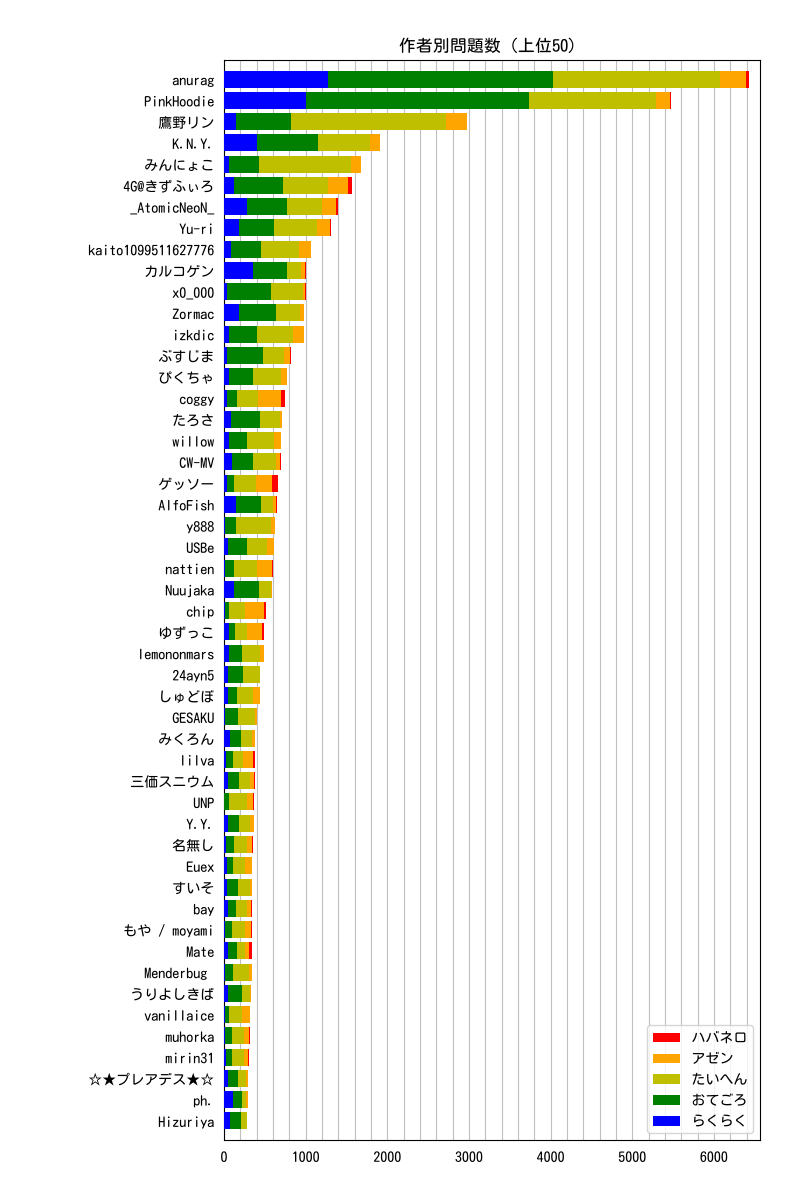 作者別問題数 (上位50)
anurag
PinkHoodie
鷹野リン
K.N.Y.
みんにょこ
4G@きずふぃろ
_AtomicNeoN_
Yu-ri
kaito1099511627776
カルコゲン
x0_000
Zormac
izkdic
ぶすじま
ぴくちゃ
coggy
たろさ
willow
CW-MV
ゲッソー
AlfoFish
y888
USBe
nattien
Nuujaka
chip
ゆずっこ
lemononmars
24ayn5
しゅどぼ
GESAKU
みくろん
lilva
三価スニウム
UNP
Y.Y.
名無し
Euex
すいそ
bay
もや / moyami
Mate
Menderbug
うりよしきば
vanillaice
muhorka
mirin31
☆★プレアデス★☆
ph.
Hizuriya
ハバネロ
アゼン
たいへん
おてごろ
らくらく
0 1000 2000 3000 4000 5000 6000